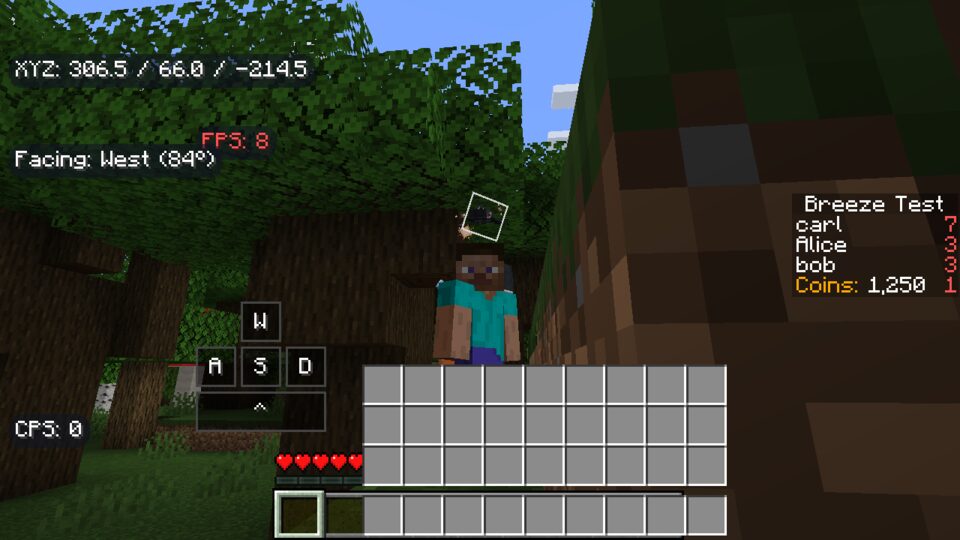 XYZ: 306.5 / 66.0 / -214.5
FPS: 8
Facing: West (84°)
Breeze Test
carl 7
Alice 3
bob 3
Coins: 1,250 1
W
A S D
^
CPS: 0